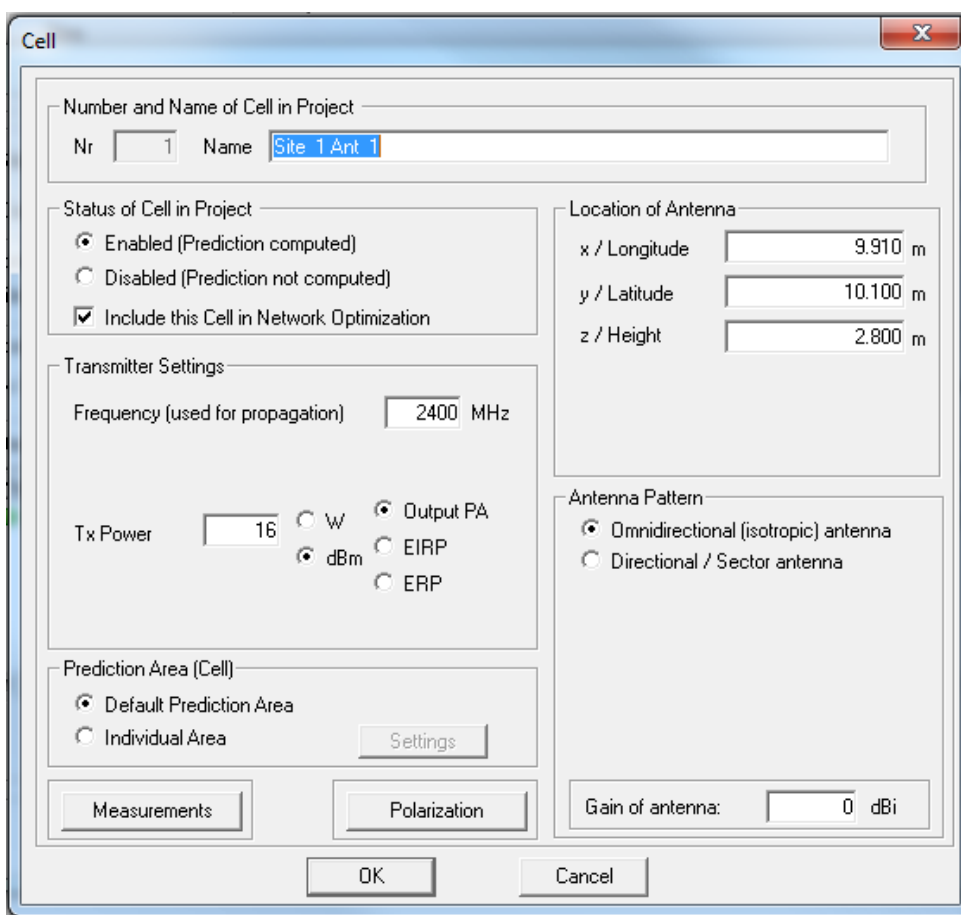 Cell
Number and Name of Cell in Project
Nr 1 Name Site 1 Ant 1
Status of Cell in Project
Enabled (Prediction computed)
Disabled (Prediction not computed)
Include this Cell in Network Optimization
Location of Antenna
x / Longitude 9.910 m
y / Latitude 10.100 m
z / Height 2.800 m
Transmitter Settings
Frequency (used for propagation) 2400 MHz
Tx Power 16 W dBm Output PA
EIRP
ERP
Antenna Pattern
Omnidirectional (isotropic) antenna
Directional / Sector antenna
Prediction Area (Cell)
Default Prediction Area
Individual Area Settings
Measurements Polarization
Gain of antenna: 0 dBi
OK Cancel